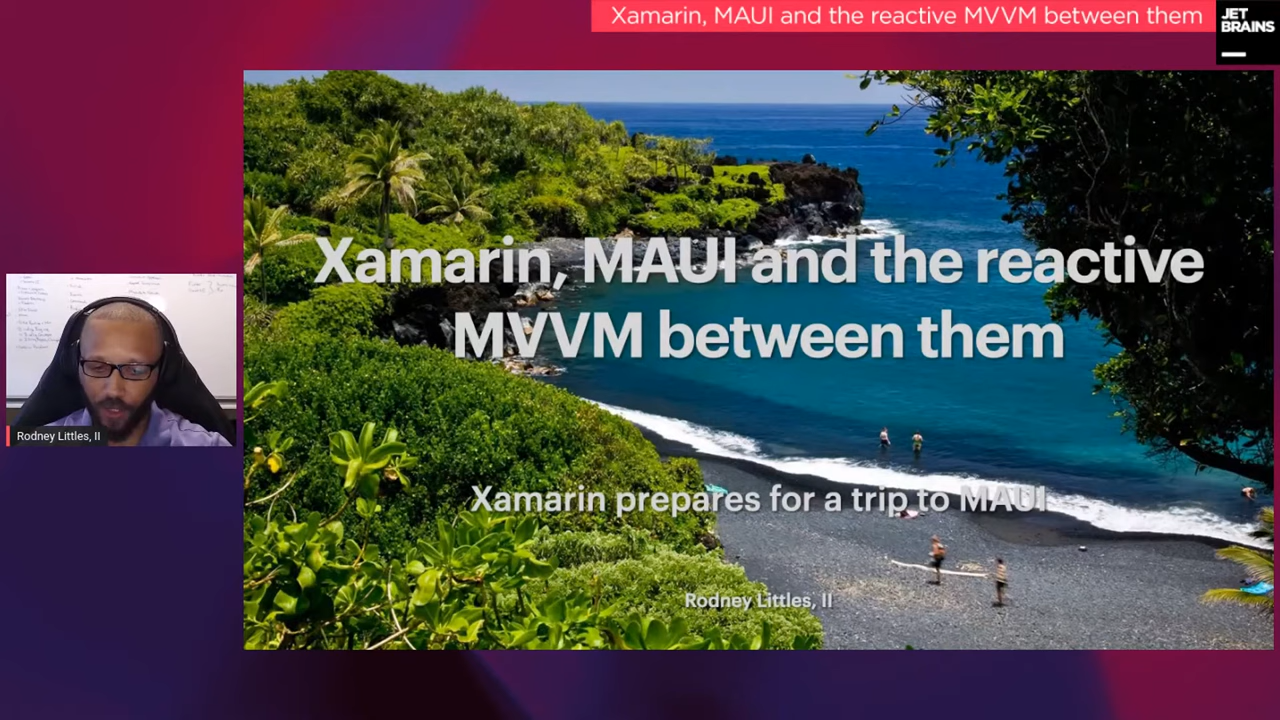 Xamarin, MAUI and the reactive MVVM between them
JET
BRAINS
Xamarin, MAUI and the reactive
MVVM between them
Xamarin prepares for a trip to MAUI
Rodney Littles, II
Rodney Littles, II